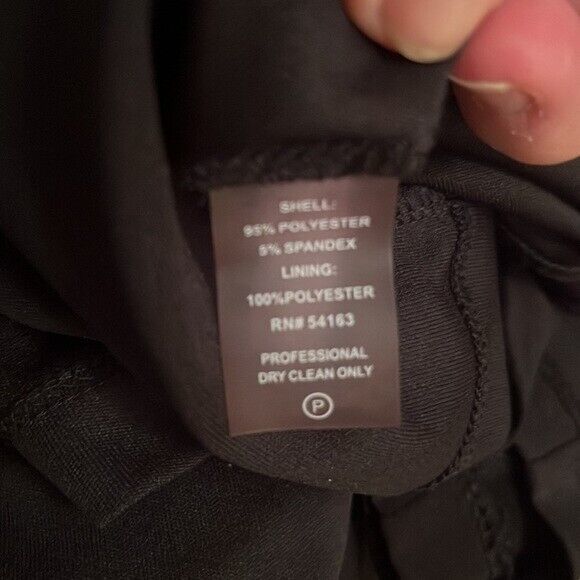 SHELL:
95% POLYESTER
5% SPANDEX
LINING:
100%POLYESTER
RN# 54163
PROFESSIONAL
DRY CLEAN ONLY
P